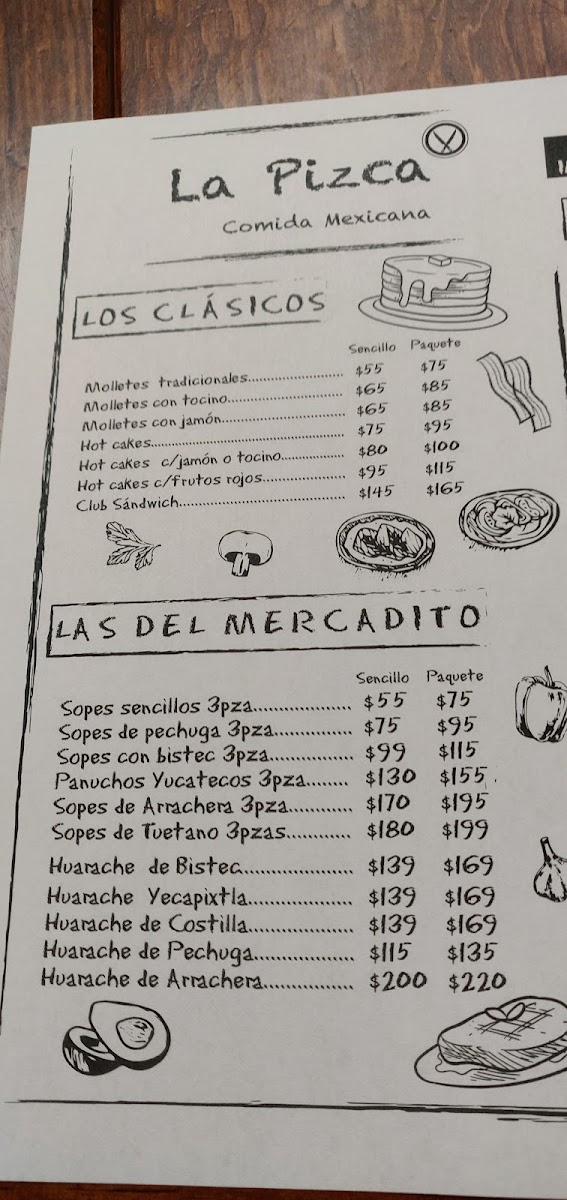 La Pizca
Comida Mexicana
LOS CLÁSICOS
Sencillo Paquete
Molletes tradicionales........................ $55 $75
Molletes con tocino............................. $65 $85
Molletes con jamón............................... $65 $85
Hot cakes................................................ $75 $95
Hot cakes c/jamón o tocino................ $80 $100
Hot cakes c/frutos rojos..................... $95 $115
Club Sándwich.......................................... $145 $165
LAS DEL MERCADITO
Sencillo Paquete
Sopes sencillos 3pza.................... $55 $75
Sopes de pechuga 3pza................ $75 $95
Sopes con bistec 3pza................. $99 $115
Panuchos Yucatecos 3pza........ $130 $155.
Sopes de Arrachera 3pza............. $170 $195
Sopes de Tuetano 3pzas............. $180 $199
Huarache de Bistec...................... $139 $169
Huarache Yecapixtla...................... $139 $169
Huarache de Costilla..................... $139 $169
Huarache de Pechuga.................... $115 $135
Huarache de Arrachera.................. $200 $220